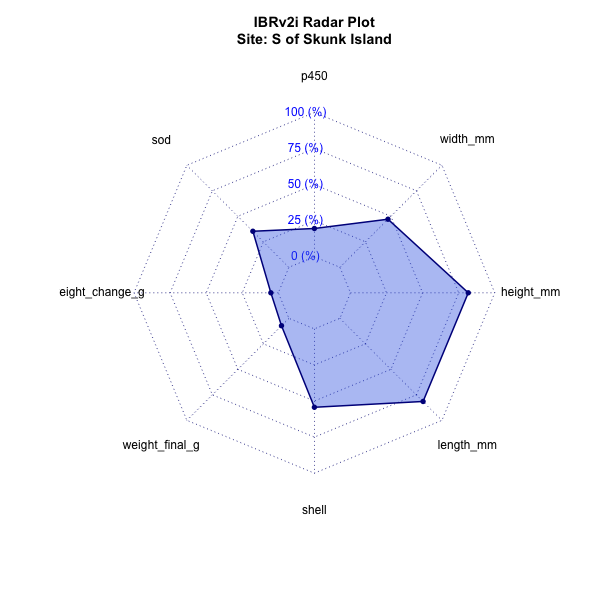 IBRv2i Radar Plot
Site: S of Skunk Island
p450
100 (%)
sod
width_mm
75 (%)
50 (%)
25 (%)
0 (%)
eight_change_g
height_mm
weight_final_g
length_mm
shell